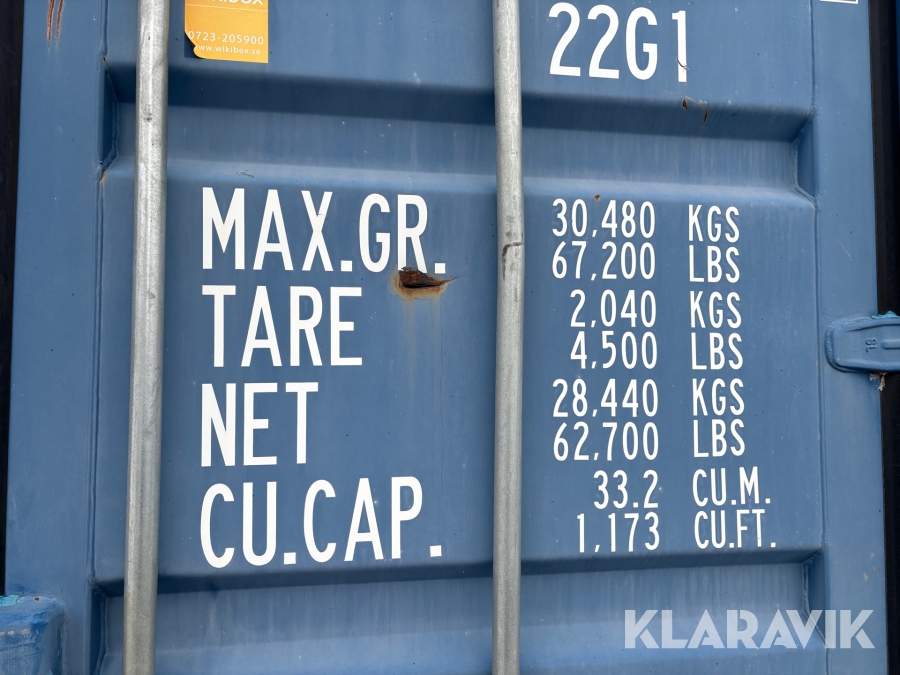 0723-205900
www.wikibox.se
22G1
MAX.GR. 30,480 KGS
67,200 LBS
TARE 2,040 KGS
4,500 LBS
NET 28,440 KGS
62,700 LBS
CU.CAP. 33.2 CU.M.
1,173 CU.FT.
KLARAVIK